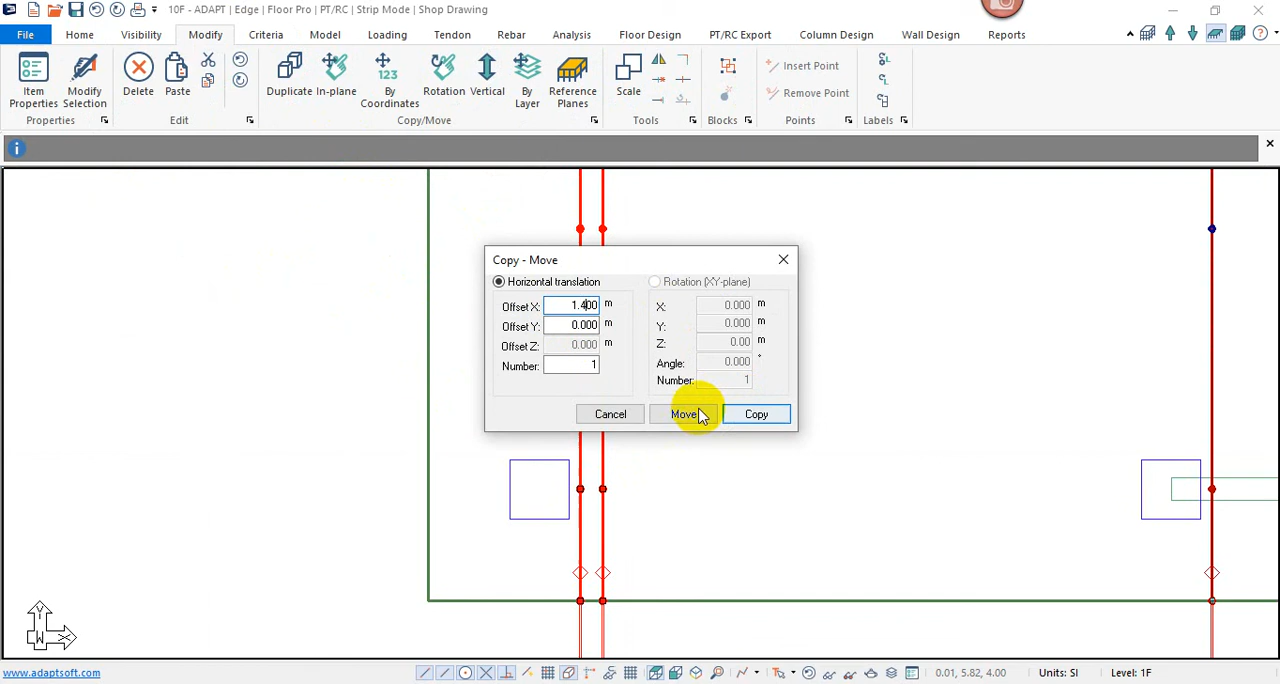 10F - ADAPT | Edge | Floor Pro | PT/RC | Strip Mode | Shop Drawing
File Home Visibility Modify Criteria Model Loading Tendon Rebar Analysis Floor Design PT/RC Export Column Design Wall Design Reports
Item Properties
Modify Selection
Delete
Paste
Duplicate
In-plane
By Coordinates
123
Rotation
Vertical
By Layer
Reference Planes
Scale
Insert Point
Remove Point
Properties Edit Copy/Move Tools Blocks Points Labels
Copy - Move
Horizontal translation
Offset X: 1.400 m
Offset Y: 0.000 m
Offset Z: 0.000 m
Number: 1
Rotation (XY-plane)
X: 0.000 m
Y: 0.000 m
Z: 0.00 m
Angle: 0.000 °
Number: 1
Cancel Move Copy
Y
W X
www.adaptsoft.com
0.01, 5.82, 4.00 Units: SI Level: 1F